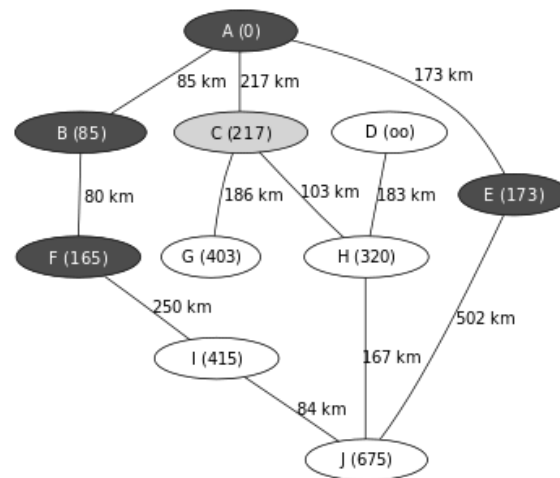 A (0)
85 km
217 km
173 km
B (85)
C (217)
D (oo)
80 km
186 km
103 km
183 km
E (173)
F (165)
G (403)
H (320)
250 km
502 km
I (415)
167 km
84 km
J (675)